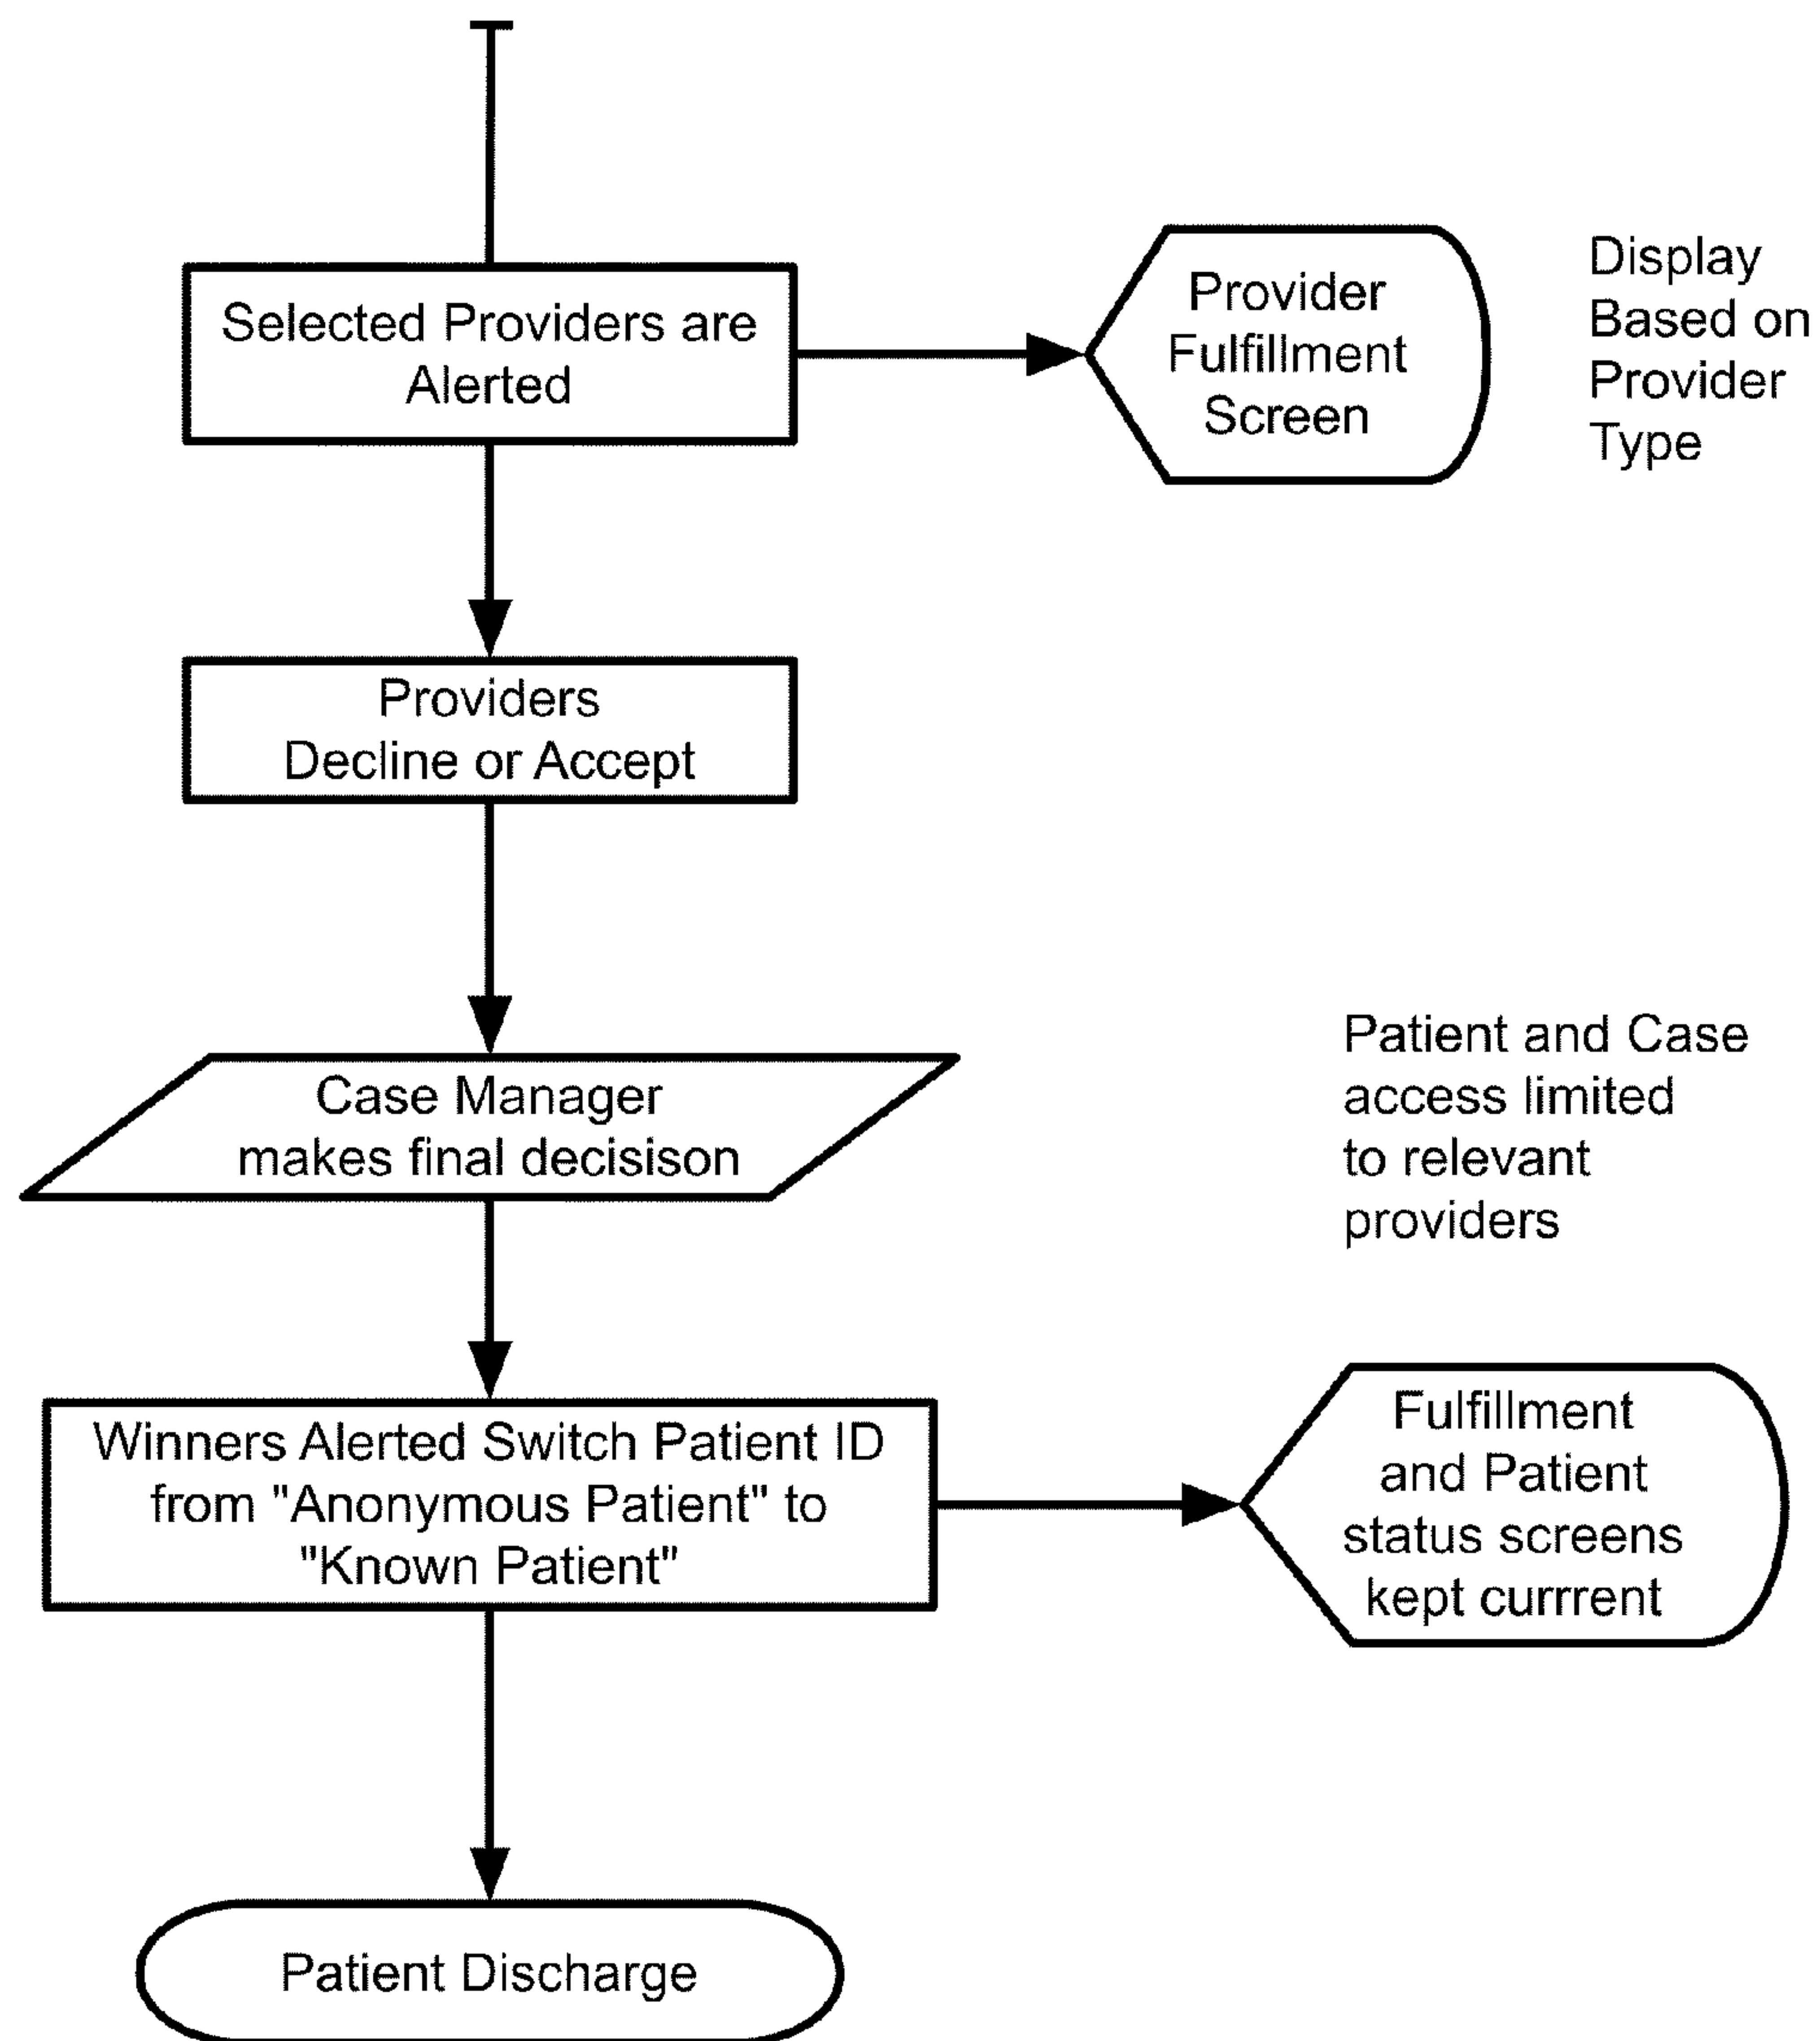 Selected Providers are
Alerted
Provider
Fulfillment
Screen
Display
Based on
Provider
Type
Providers
Decline or Accept
Case Manager
makes final decisison
Patient and Case
access limited
to relevant
providers
Winners Alerted Switch Patient ID
from "Anonymous Patient" to
"Known Patient"
Fulfillment
and Patient
status screens
kept currrent
Patient Discharge